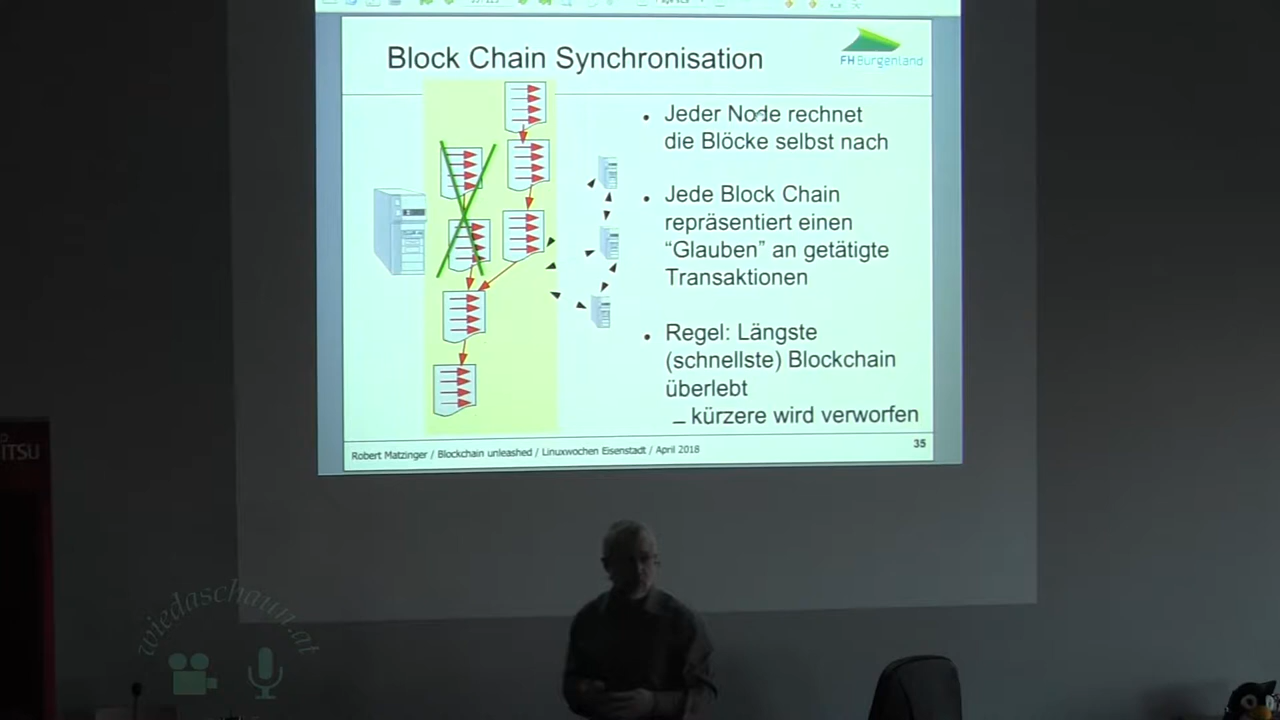 Block Chain Synchronisation
FH Burgenland
• Jeder Node rechnet
die Blöcke selbst nach
• Jede Block Chain
repräsentiert einen
“Glauben” an getätigte
Transaktionen
• Regel: Längste
(schnellste) Blockchain
überlebt
– kürzere wird verworfen
Robert Matzinger / Blockchain unleashed / Linuxwochen Eisenstadt / April 2018
35
ITSU
wiedaschaun.at